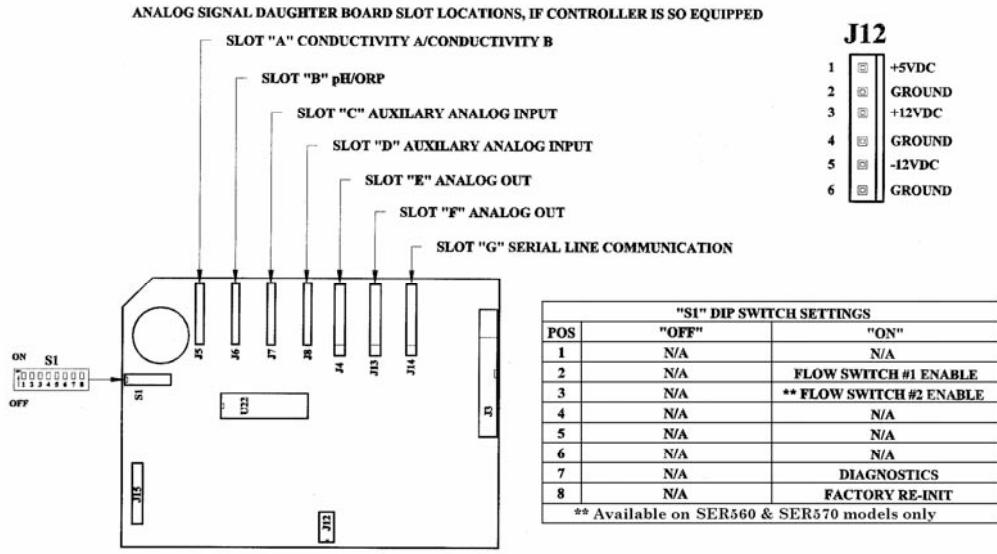 ANALOG SIGNAL DAUGHTER BOARD SLOT LOCATIONS, IF CONTROLLER IS SO EQUIPPED
SLOT "A" CONDUCTIVITY A/CONDUCTIVITY B
SLOT "B" pH/ORP
SLOT "C" AUXILARY ANALOG INPUT
SLOT "D" AUXILARY ANALOG INPUT
SLOT "E" ANALOG OUT
SLOT "F" ANALOG OUT
SLOT "G" SERIAL LINE COMMUNICATION
J12
1 +5VDC
2 GROUND
3 +12VDC
4 GROUND
5 -12VDC
6 GROUND
J5 J6 J7 J8 J4 J13 J14
ON S1
1 2 3 4 5 6 7 8
OFF
S1
U22
J3
J15
J12
"S1" DIP SWITCH SETTINGS
POS "OFF" "ON"
1 N/A N/A
2 N/A FLOW SWITCH #1 ENABLE
3 N/A ** FLOW SWITCH #2 ENABLE
4 N/A N/A
5 N/A N/A
6 N/A N/A
7 N/A DIAGNOSTICS
8 N/A FACTORY RE-INIT
** Available on SER560 & SER570 models only